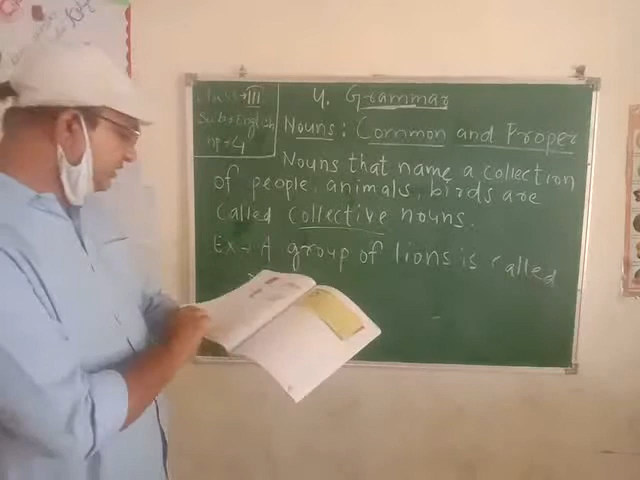 Class → III
Sub → English
4. Grammar
Nouns: Common and Proper
Nouns that name a collection
of people, animals, birds are
called collective nouns.
Ex → A group of lions is called